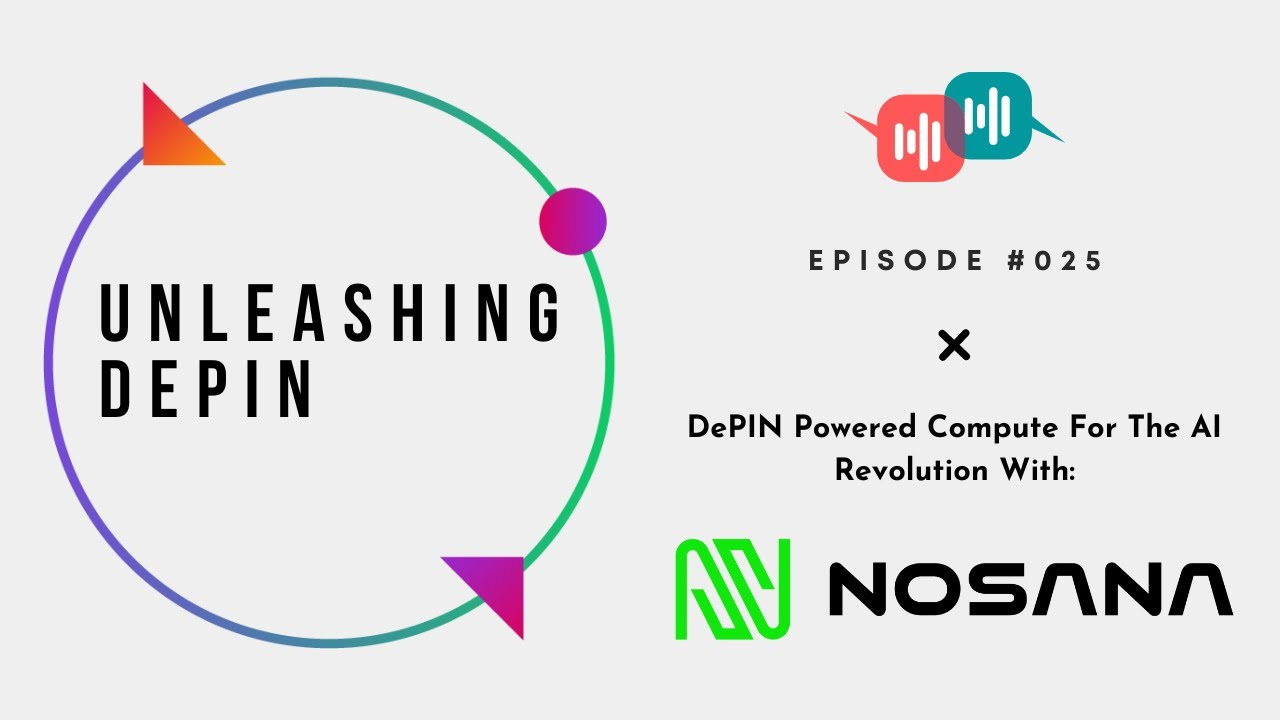 UNLEASHING
DEPIN
EPISODE #025
×
DePIN Powered Compute For The AI
Revolution With:
NOSANA